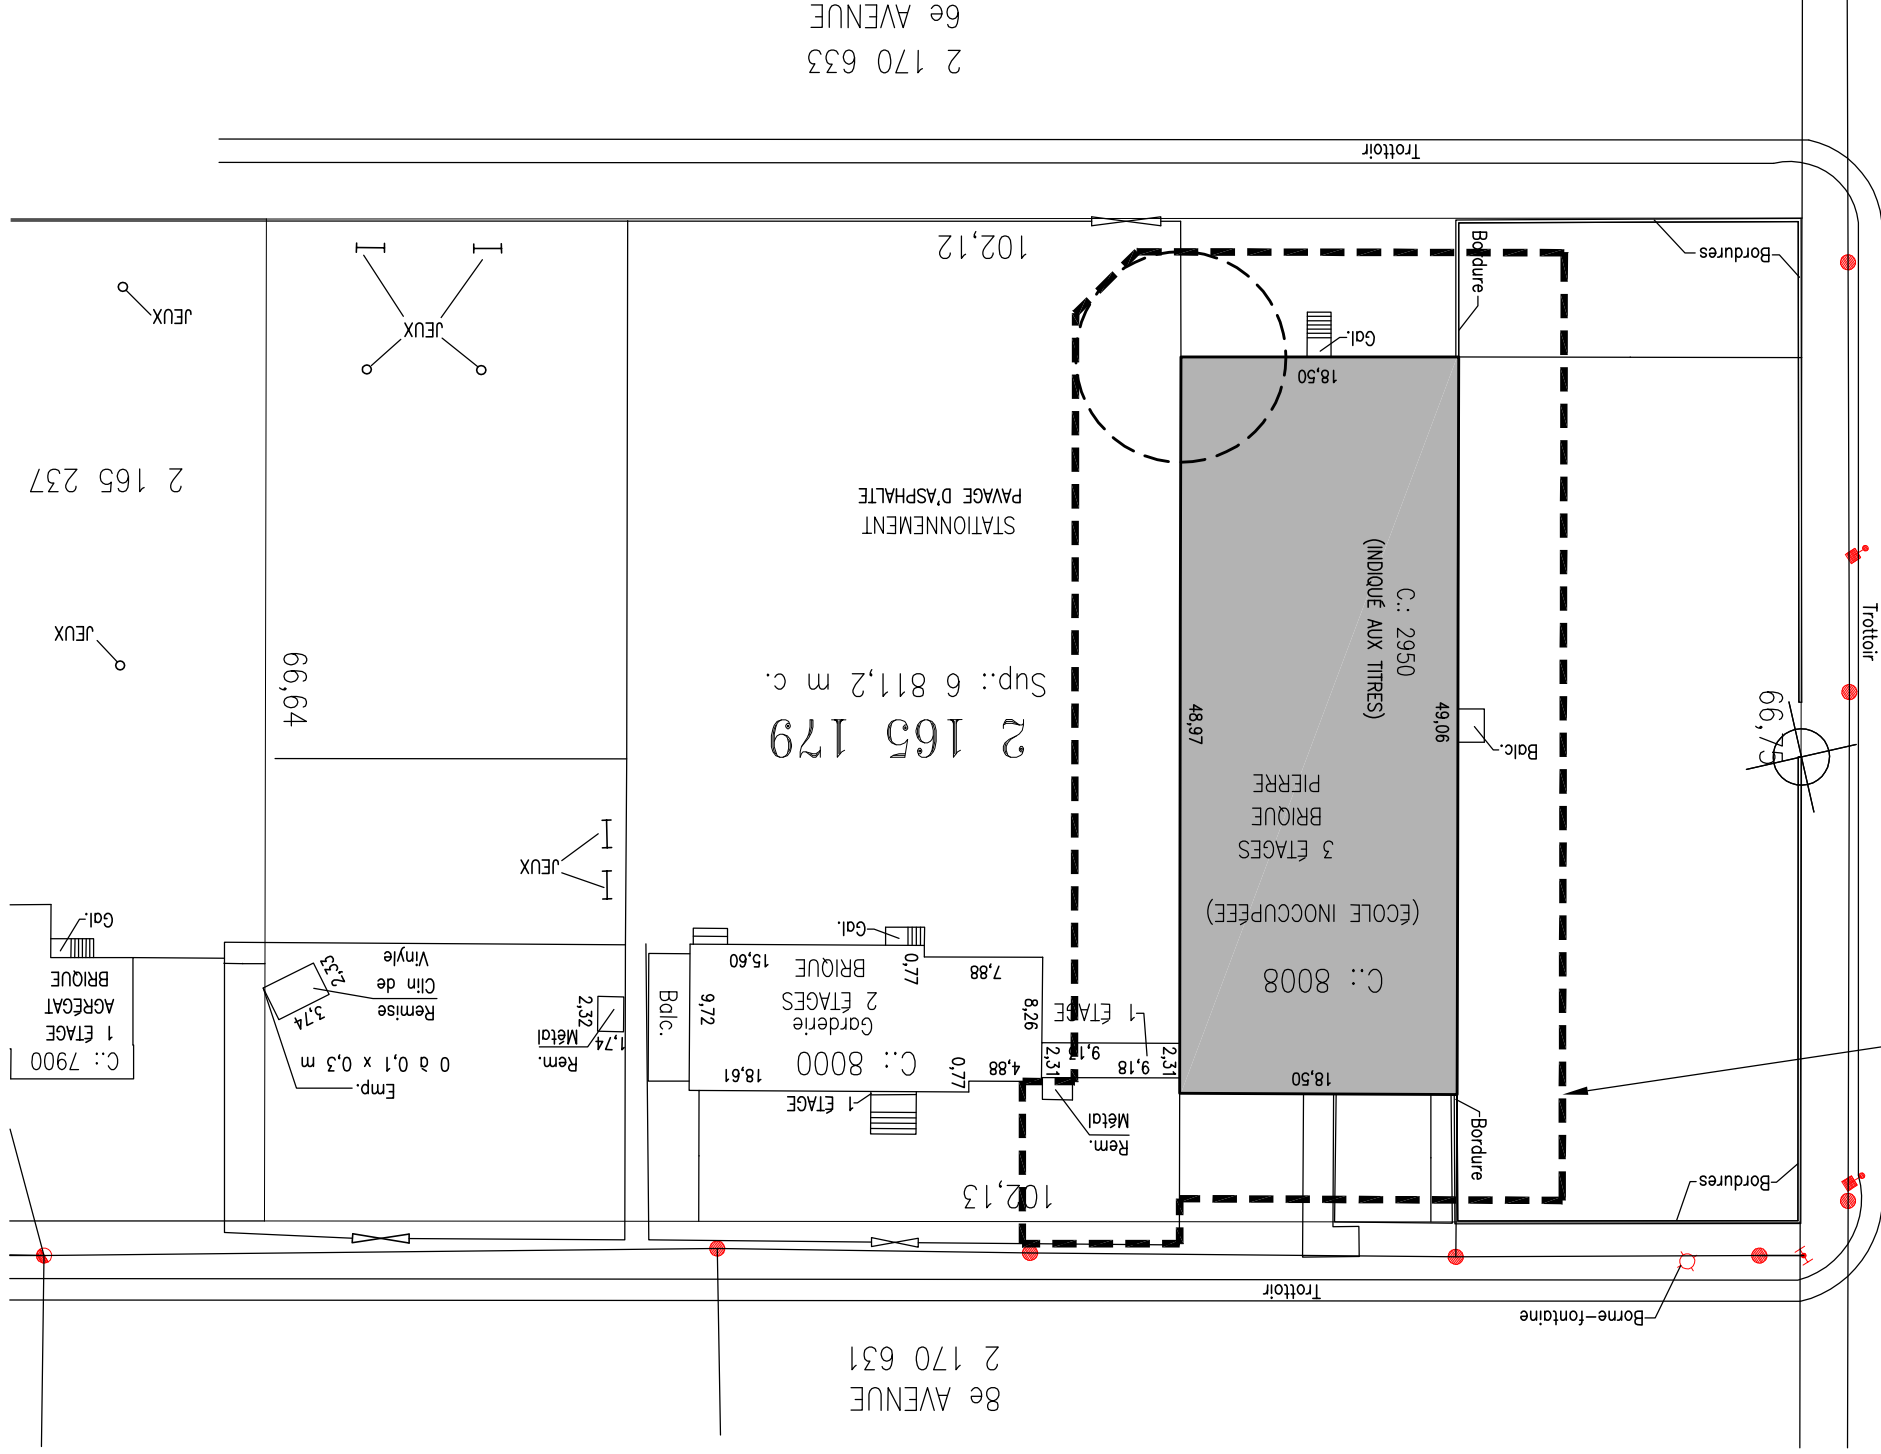 6e AVENUE
2 170 633
Trottoir
102,12
Bordure
Bordures
JEUX
JEUX
Gal.
18,50
2 165 237
PAVAGE D'ASPHALTE
STATIONNEMENT
C.: 2950
(INDIQUÉ AUX TITRES)
Trottoir
JEUX
66,64
Sup.: 6 811,2 m c.
2 165 179
48,97
49,06
Balc.
66,75
3 ÉTAGES
BRIQUE
PIERRE
JEUX
(ÉCOLE INOCCUPÉEE)
C.: 8008
Gal.
C.: 7900
1 ÉTAGE
AGRÉGAT
BRIQUE
Remise
Clin de
Vinyle
2,33
3,74
Emp.
0 à 0,1 x 0,3 m
2,32
1,74
Rem.
Métal
Balc.
9,72
15,60
Gal.
0,77
7,88
C.: 8000
Garderie
2 ÉTAGES
BRIQUE
8,26
18,61
0,77
4,88
1 ÉTAGE
2,31
9,17
9,18
2,31
1 ÉTAGE
18,50
Rem.
Métal
Bordure
Bordures
102,13
Trottoir
Borne-fontaine
8e AVENUE
2 170 631